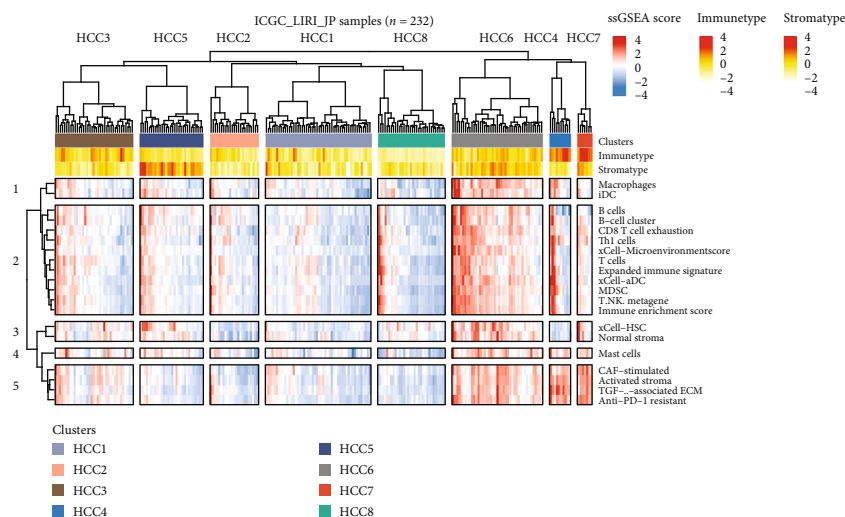 ICGC_LIRI_JP samples (n = 232)
HCC3 HCC5 HCC2 HCC1 HCC8 HCC6 HCC4 HCC7
ssGSEA score
4
2
0
−2
−4
Immunetype
4
2
0
−2
−4
Stromatype
4
2
0
−2
−4
Clusters
Immunetype
Stromatype
1
Macrophages
iDC
2
B cells
B−cell cluster
CD8 T cell exhaustion
Th1 cells
xCell−Microenvironmentscore
T cells
Expanded immune signature
xCell−aDC
MDSC
T.NK. metagene
Immune enrichment score
3
xCell−HSC
Normal stroma
4
Mast cells
5
CAF−stimulated
Activated stroma
TGF−..−associated ECM
Anti−PD−1 resistant
Clusters
HCC1
HCC2
HCC3
HCC4
HCC5
HCC6
HCC7
HCC8